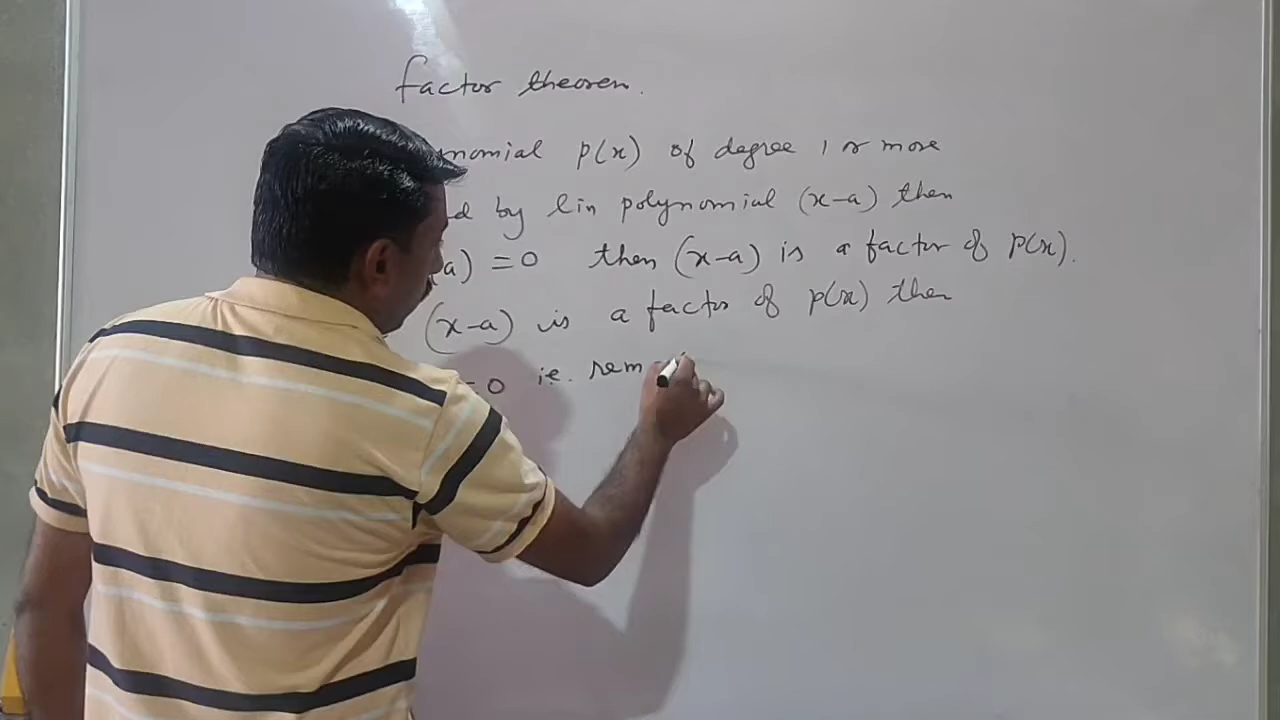 factor theorem.
nomial p(x) of degree 1 or more
d by lin polynomial (x-a) then
a) = 0 then (x-a) is a factor of p(x).
(x-a) is a factor of p(x) then
= 0 i.e. rem